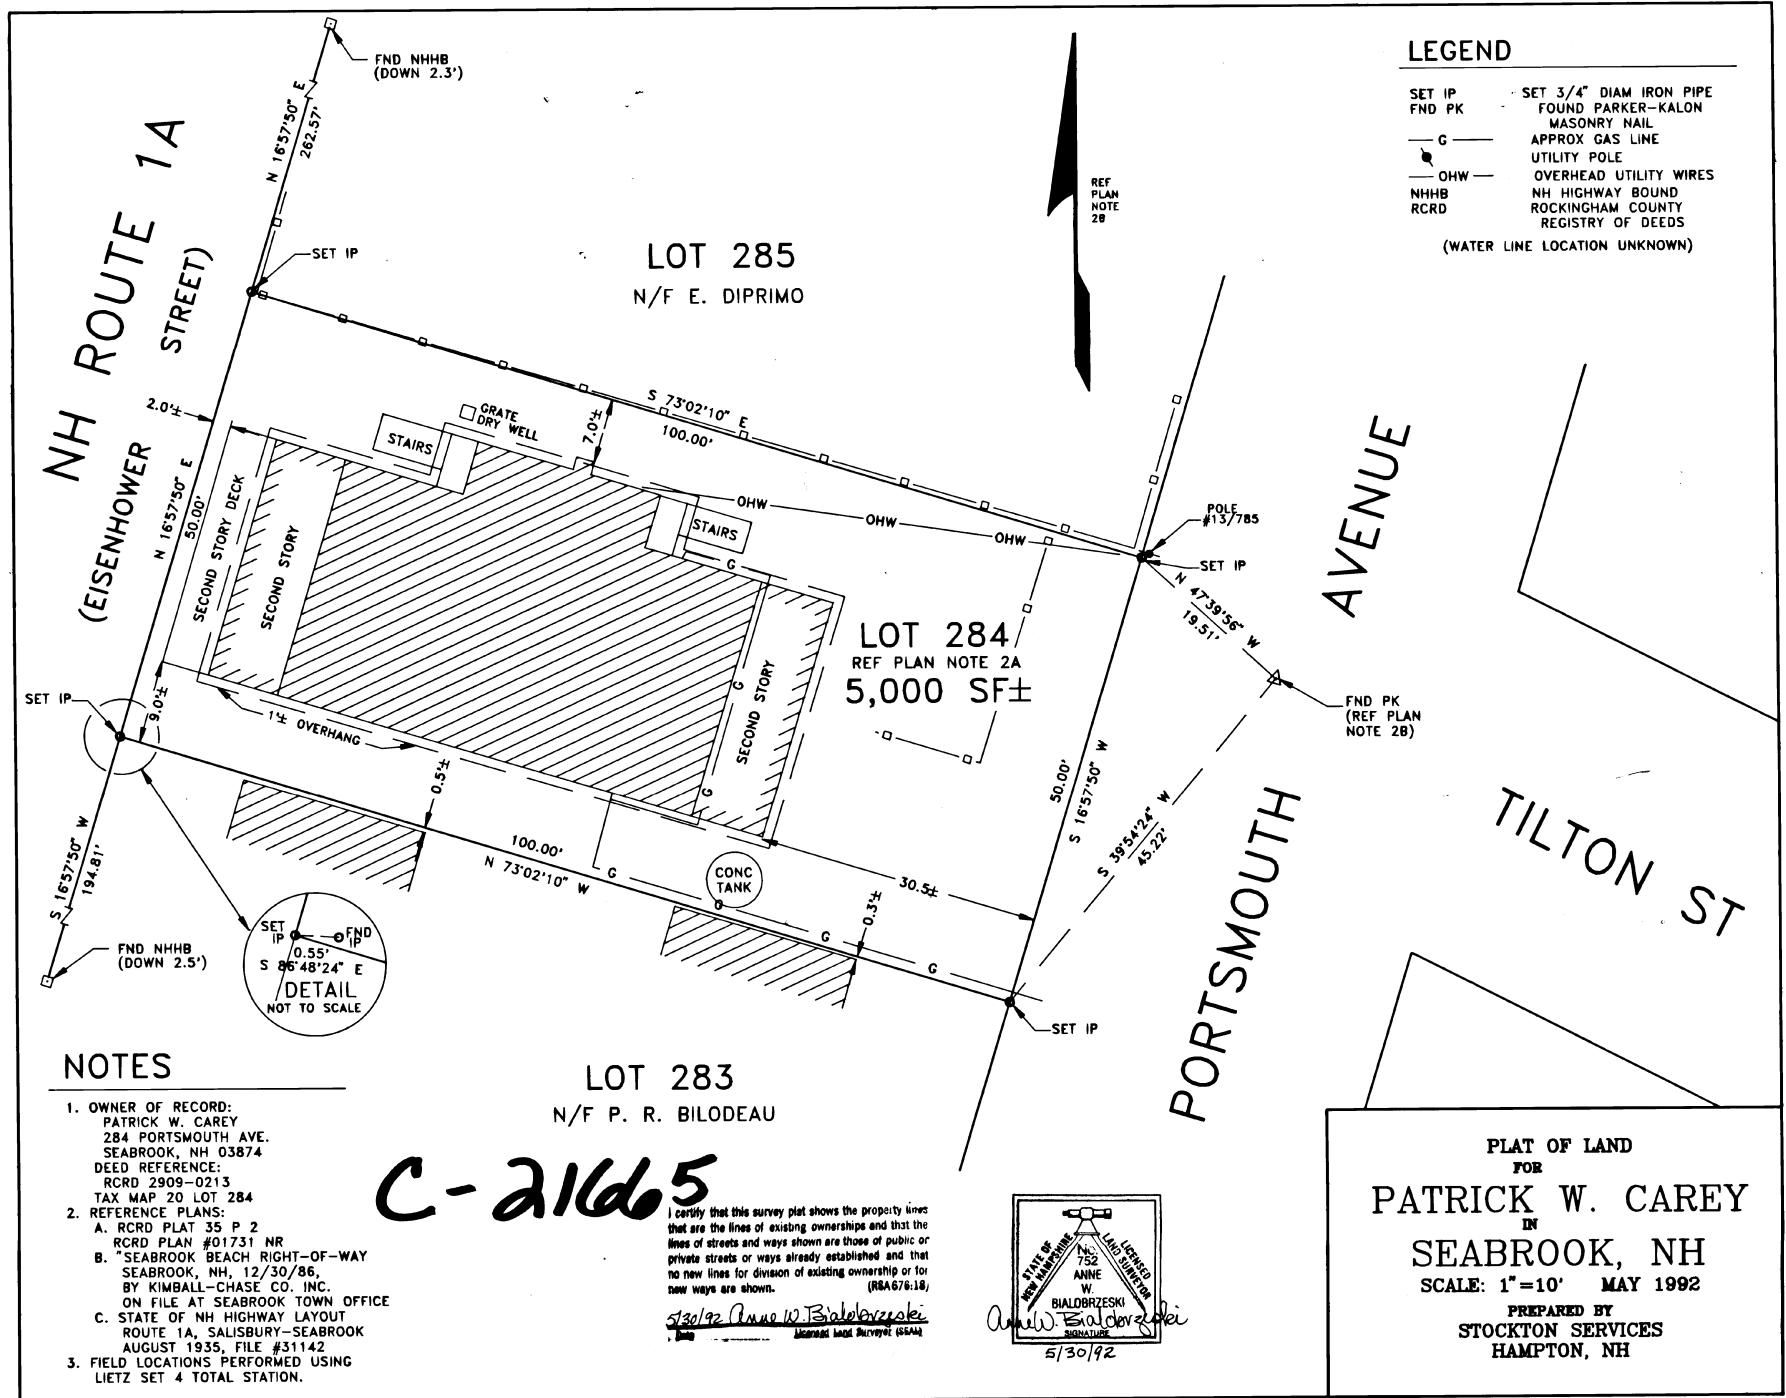 FND NHHB
(DOWN 2.3')
N 16°57'50" E
262.57'
NH ROUTE 1A
(EISENHOWER STREET)
SET IP
LOT 285
N/F E. DIPRIMO
REF
PLAN
NOTE
2B
LEGEND
SET IP SET 3/4" DIAM IRON PIPE
FND PK FOUND PARKER-KALON
MASONRY NAIL
G APPROX GAS LINE
UTILITY POLE
OHW OVERHEAD UTILITY WIRES
NHHB NH HIGHWAY BOUND
RCRD ROCKINGHAM COUNTY
REGISTRY OF DEEDS
(WATER LINE LOCATION UNKNOWN)
2.0'±
N 16°57'50" E
50.00'
SECOND STORY DECK
SECOND STORY
STAIRS
GRATE
DRY WELL
7.0'±
S 73°02'10" E
100.00'
OHW
OHW
OHW
STAIRS
G
POLE
#13/785
SET IP
N 47°39'56" W
19.51'
AVENUE
LOT 284
REF PLAN NOTE 2A
5,000 SF±
G
SECOND STORY
G
FND PK
(REF PLAN
NOTE 2B)
SET IP
9.0'±
1'± OVERHANG
0.5'±
50.00'
S 16°57'50" W
S 39°54'24" W
45.22'
PORTSMOUTH
TILTON ST
S 16°57'50" W
194.81'
100.00'
N 73°02'10" W
G
CONC
TANK
30.5±
0.3'±
G
G
FND NHHB
(DOWN 2.5')
SET
IP
FND
IP
0.55'
S 86°48'24" E
DETAIL
NOT TO SCALE
SET IP
LOT 283
N/F P. R. BILODEAU
NOTES
1. OWNER OF RECORD:
PATRICK W. CAREY
284 PORTSMOUTH AVE.
SEABROOK, NH 03874
DEED REFERENCE:
RCRD 2909-0213
TAX MAP 20 LOT 284
2. REFERENCE PLANS:
A. RCRD PLAT 35 P 2
RCRD PLAN #01731 NR
B. "SEABROOK BEACH RIGHT-OF-WAY
SEABROOK, NH, 12/30/86,
BY KIMBALL-CHASE CO. INC.
ON FILE AT SEABROOK TOWN OFFICE
C. STATE OF NH HIGHWAY LAYOUT
ROUTE 1A, SALISBURY-SEABROOK
AUGUST 1935, FILE #31142
3. FIELD LOCATIONS PERFORMED USING
LIETZ SET 4 TOTAL STATION.
C-21665
I certify that this survey plat shows the property lines
that are the lines of existing ownerships and that the
lines of streets and ways shown are those of public or
private streets or ways already established and that
no new lines for division of existing ownership or for
new ways are shown. (RSA 676:18)
5/30/92 Anne W. Bialobrzeski
Date Licensed Land Surveyor (SEAL)
STATE OF
NEW HAMPSHIRE
LICENSED
LAND SURVEYOR
No.
752
ANNE
W.
BIALOBRZESKI
Anne W. Bialobrzeski
SIGNATURE
5/30/92
PLAT OF LAND
FOR
PATRICK W. CAREY
IN
SEABROOK, NH
SCALE: 1"=10' MAY 1992
PREPARED BY
STOCKTON SERVICES
HAMPTON, NH